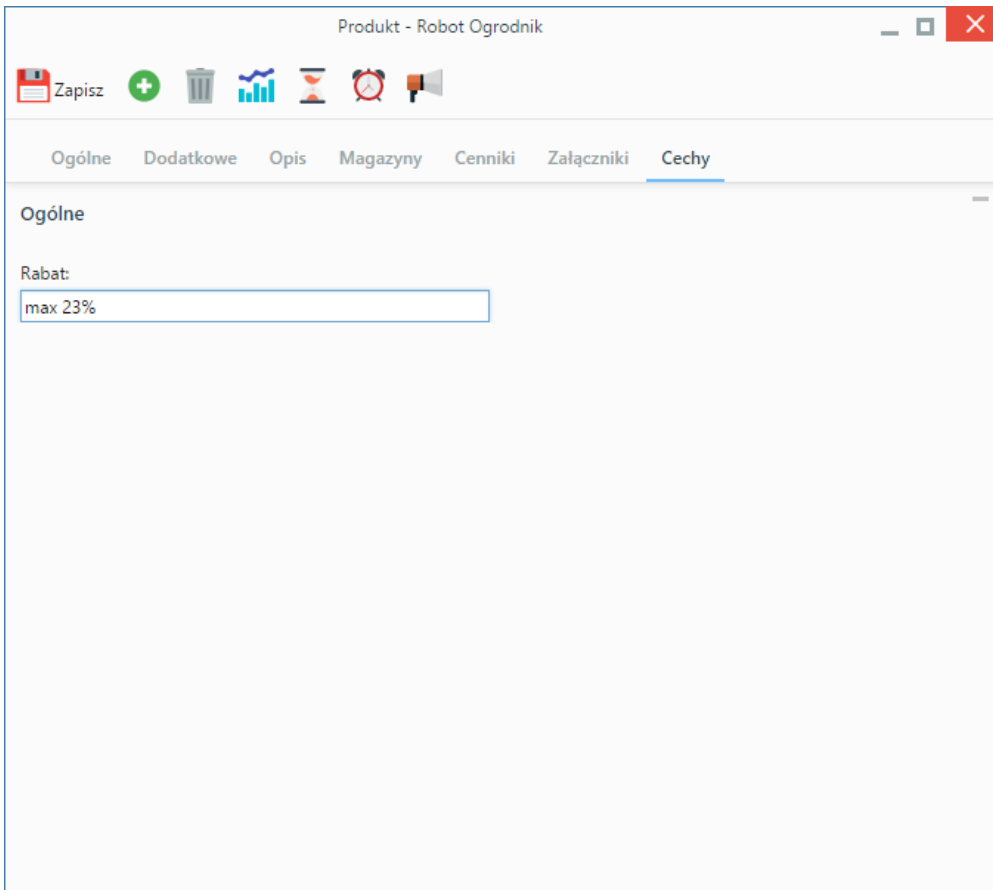 Produkt - Robot Ogrodnik
Zapisz
Ogólne Dodatkowe Opis Magazyny Cenniki Załączniki Cechy
Ogólne
Rabat:
max 23%